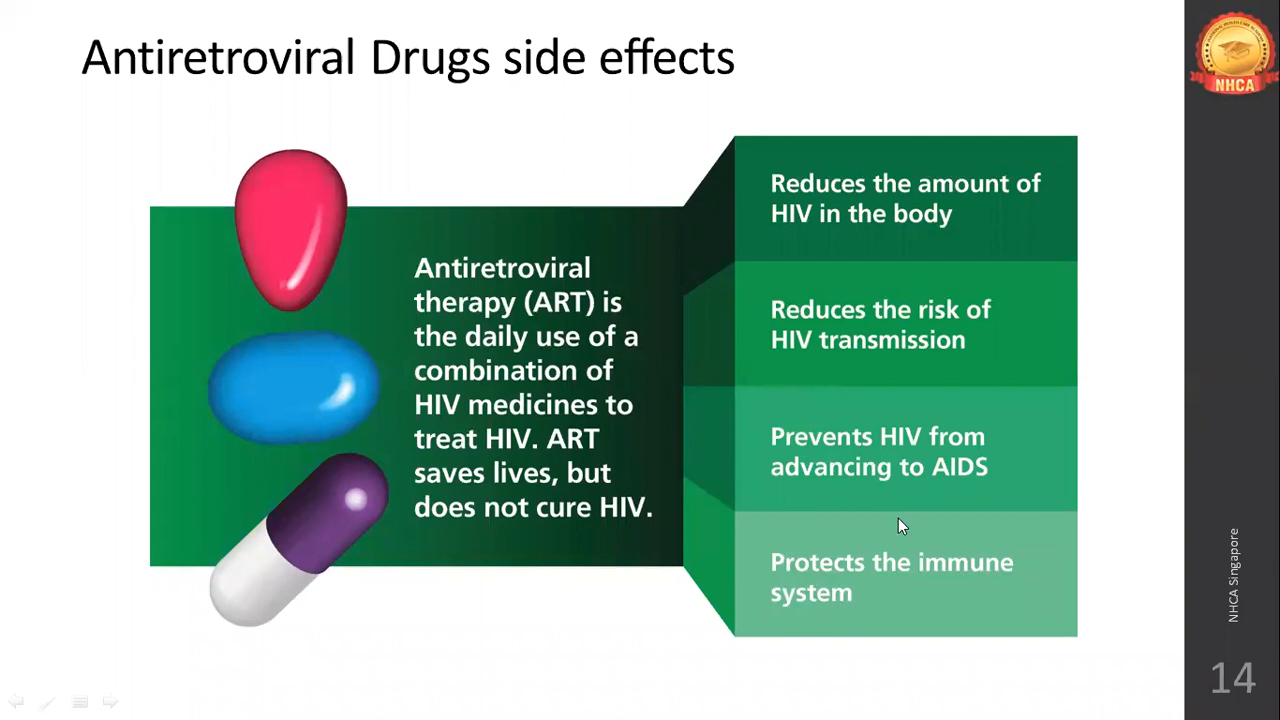 Antiretroviral Drugs side effects
NHCA
Antiretroviral
therapy (ART) is
the daily use of a
combination of
HIV medicines to
treat HIV. ART
saves lives, but
does not cure HIV.
Reduces the amount of
HIV in the body
Reduces the risk of
HIV transmission
Prevents HIV from
advancing to AIDS
Protects the immune
system
NHCA Singapore
14